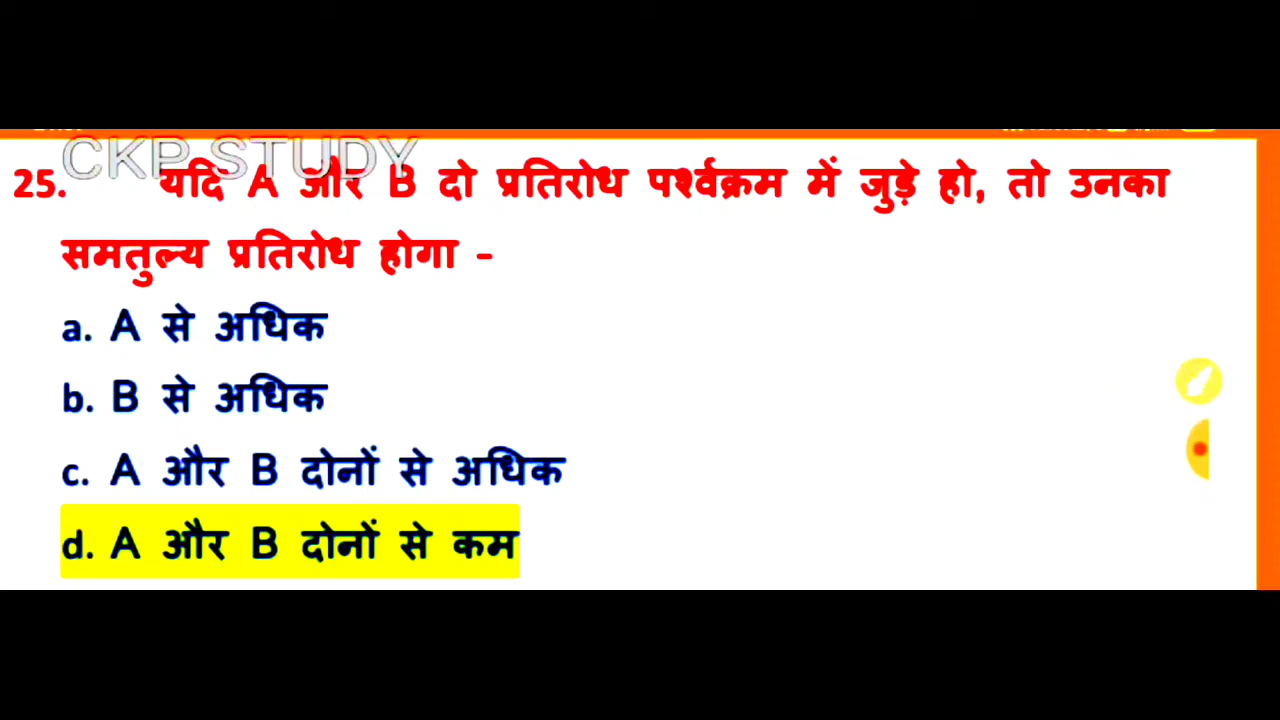 CKP STUDY
25. यदि A और B दो प्रतिरोध पर्श्वक्रम में जुड़े हो, तो उनका
समतुल्य प्रतिरोध होगा -
a. A से अधिक
b. B से अधिक
c. A और B दोनों से अधिक
d. A और B दोनों से कम